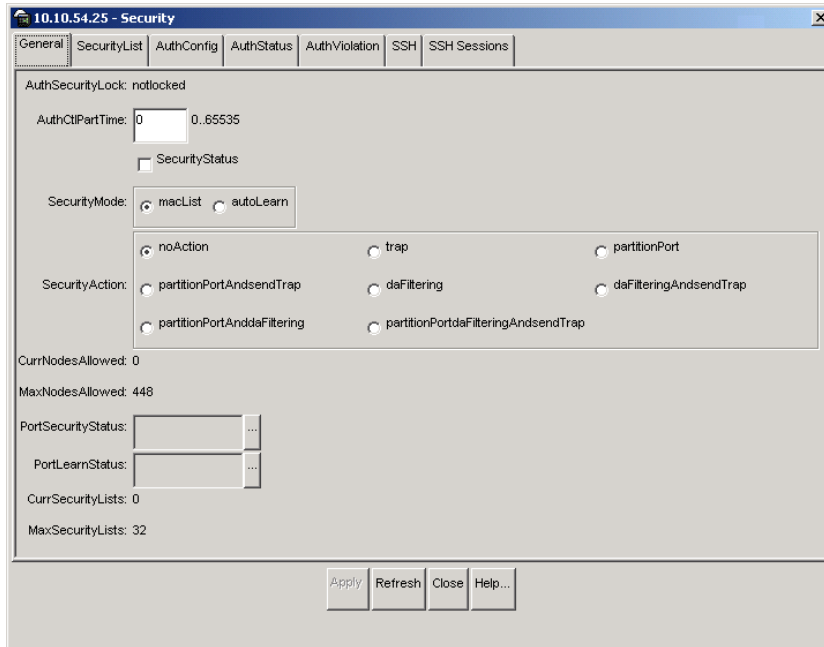 10.10.54.25 - Security
General SecurityList AuthConfig AuthStatus AuthViolation SSH SSH Sessions
AuthSecurityLock: notlocked
AuthCtlPartTime: 0 0..65535
SecurityStatus
SecurityMode: macList autoLearn
noAction trap partitionPort
SecurityAction: partitionPortAndsendTrap daFiltering daFilteringAndsendTrap
partitionPortAnddaFiltering partitionPortdaFilteringAndsendTrap
CurrNodesAllowed: 0
MaxNodesAllowed: 448
PortSecurityStatus: ...
PortLearnStatus: ...
CurrSecurityLists: 0
MaxSecurityLists: 32
Apply Refresh Close Help...